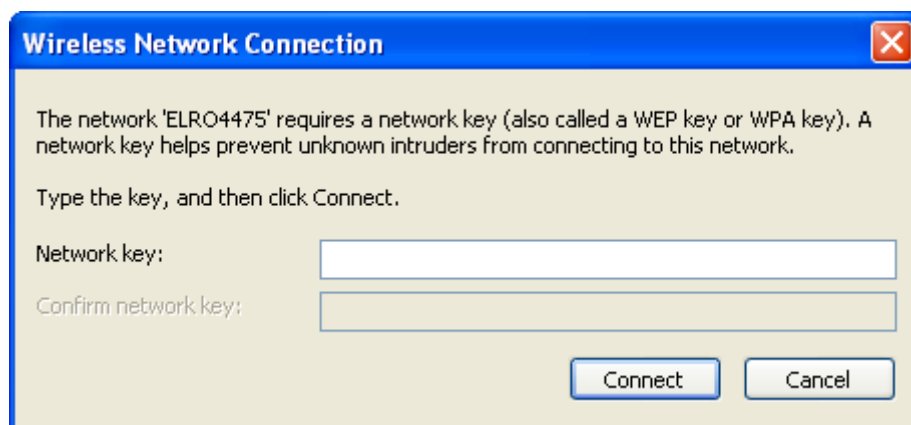 Wireless Network Connection
The network 'ELRO4475' requires a network key (also called a WEP key or WPA key). A
network key helps prevent unknown intruders from connecting to this network.
Type the key, and then click Connect.
Network key:
Confirm network key:
Connect Cancel